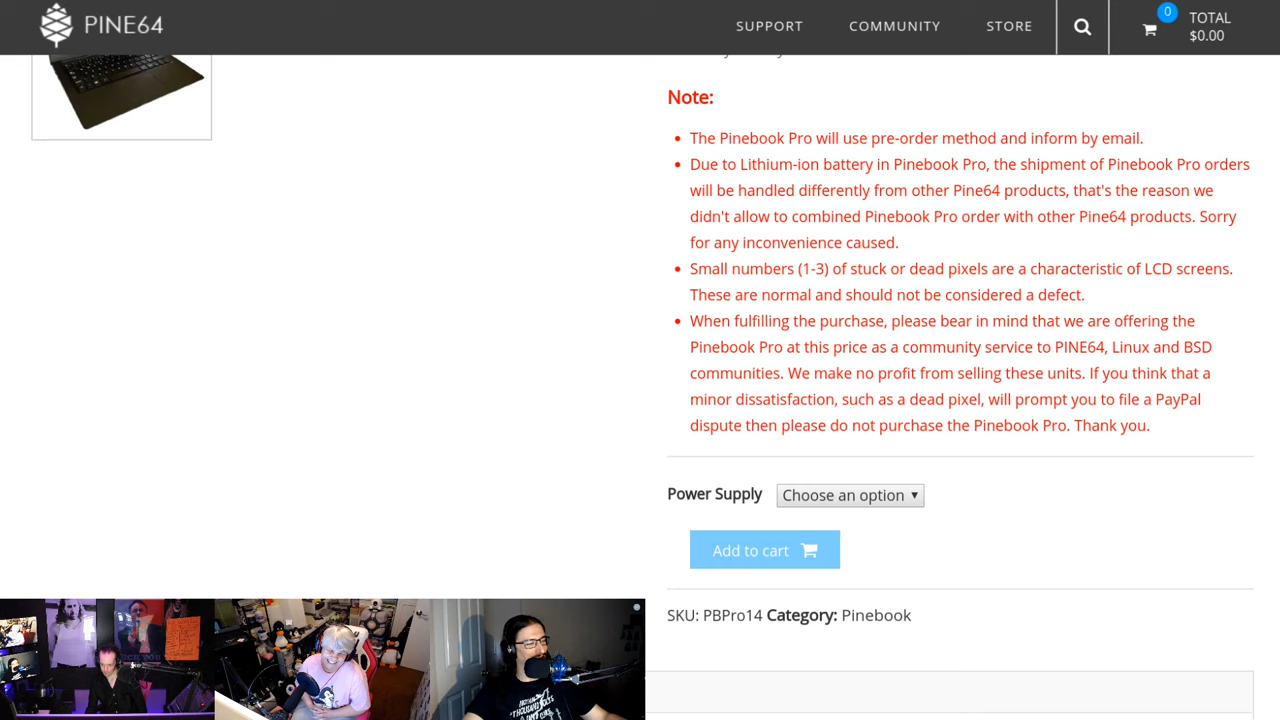 PINE64
SUPPORT
COMMUNITY
STORE
0
TOTAL
$0.00
Note:
The Pinebook Pro will use pre-order method and inform by email.
Due to Lithium-ion battery in Pinebook Pro, the shipment of Pinebook Pro orders
will be handled differently from other Pine64 products, that's the reason we
didn't allow to combined Pinebook Pro order with other Pine64 products. Sorry
for any inconvenience caused.
Small numbers (1-3) of stuck or dead pixels are a characteristic of LCD screens.
These are normal and should not be considered a defect.
When fulfilling the purchase, please bear in mind that we are offering the
Pinebook Pro at this price as a community service to PINE64, Linux and BSD
communities. We make no profit from selling these units. If you think that a
minor dissatisfaction, such as a dead pixel, will prompt you to file a PayPal
dispute then please do not purchase the Pinebook Pro. Thank you.
Power Supply
Choose an option
Add to cart
SKU: PBPro14 Category: Pinebook